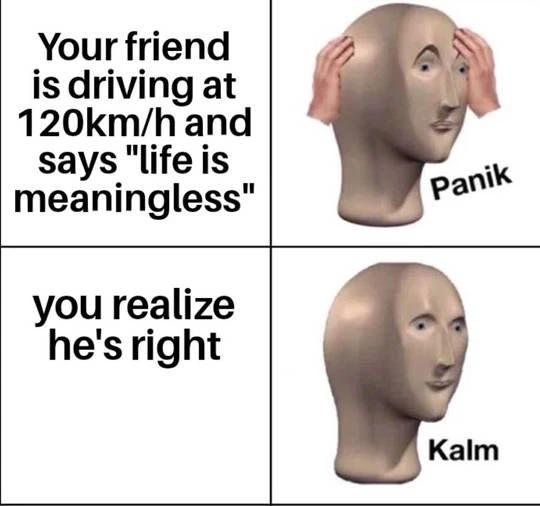 Your friend
is driving at
120km/h and
says "life is
meaningless"
Panik
you realize
he's right
Kalm